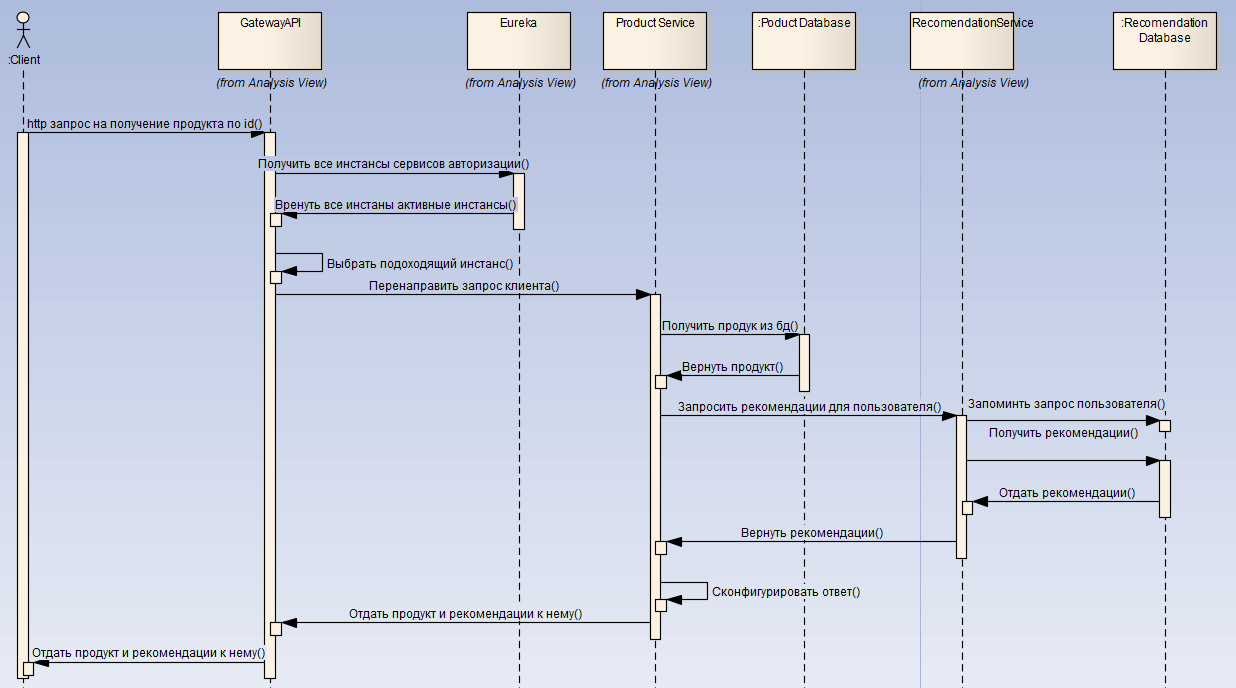 GatewayAPI
Eureka
Product Service
:Poduct Database
RecomendationService
:Recomendation
Database
:Client
(from Analysis View)
(from Analysis View)
(from Analysis View)
(from Analysis View)
http запрос на получение продукта по id()
Получить все инстансы сервисов авторизации()
Вренуть все инстаны активные инстансы()
Выбрать подоходящий инстанс()
Перенаправить запрос клиента()
Получить продук из бд()
Вернуть продукт()
Запросить рекомендации для пользователя()
Запоминть запрос пользователя()
Получить рекомендации()
Отдать рекомендации()
Вернуть рекомендации()
Сконфигурировать ответ()
Отдать продукт и рекомендации к нему()
Отдать продукт и рекомендации к нему()